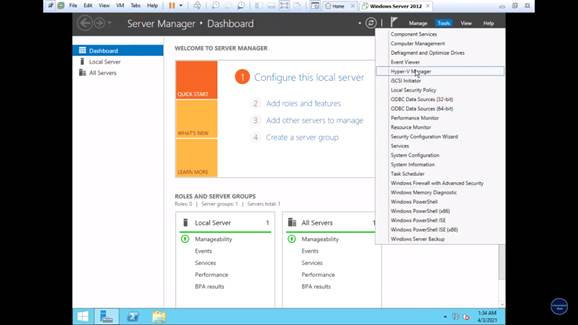 File Edit View VM Tabs Help
Home
Windows Server 2012
Server Manager • Dashboard
Manage Tools View Help
Dashboard
Local Server
All Servers
WELCOME TO SERVER MANAGER
QUICK START
WHAT'S NEW
LEARN MORE
1 Configure this local server
2 Add roles and features
3 Add other servers to manage
4 Create a server group
ROLES AND SERVER GROUPS
Roles: 0 | Server groups: 1 | Servers total: 1
Local Server 1
Manageability
Events
Services
Performance
BPA results
All Servers 1
Manageability
Events
Services
Performance
BPA results
Component Services
Computer Management
Defragment and Optimize Drives
Event Viewer
Hyper-V Manager
iSCSI Initiator
Local Security Policy
ODBC Data Sources (32-bit)
ODBC Data Sources (64-bit)
Performance Monitor
Resource Monitor
Security Configuration Wizard
Services
System Configuration
System Information
Task Scheduler
Windows Firewall with Advanced Security
Windows Memory Diagnostic
Windows PowerShell
Windows PowerShell (x86)
Windows PowerShell ISE
Windows PowerShell ISE (x86)
Windows Server Backup
1:34 AM
4/3/2021